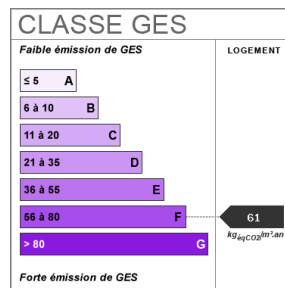 CLASSE GES
Faible émission de GES
LOGEMENT
≤ 5 A
6 à 10 B
11 à 20 C
21 à 35 D
36 à 55 E
56 à 80 F
61
kgéqCO2/m².an
> 80 G
Forte émission de GES